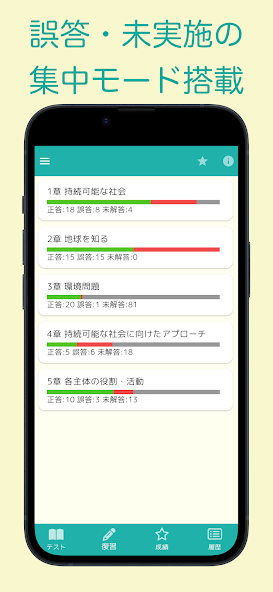 誤答・未実施の
集中モード搭載
1章 持続可能な社会
正答:18 誤答:8 未解答:4
2章 地球を知る
正答:15 誤答:15 未解答:0
3章 環境問題
正答:20 誤答:1 未解答:81
4章 持続可能な社会に向けたアプローチ
正答:5 誤答:6 未解答:18
5章 各主体の役割・活動
正答:10 誤答:3 未解答:13
テスト 復習 成績 履歴